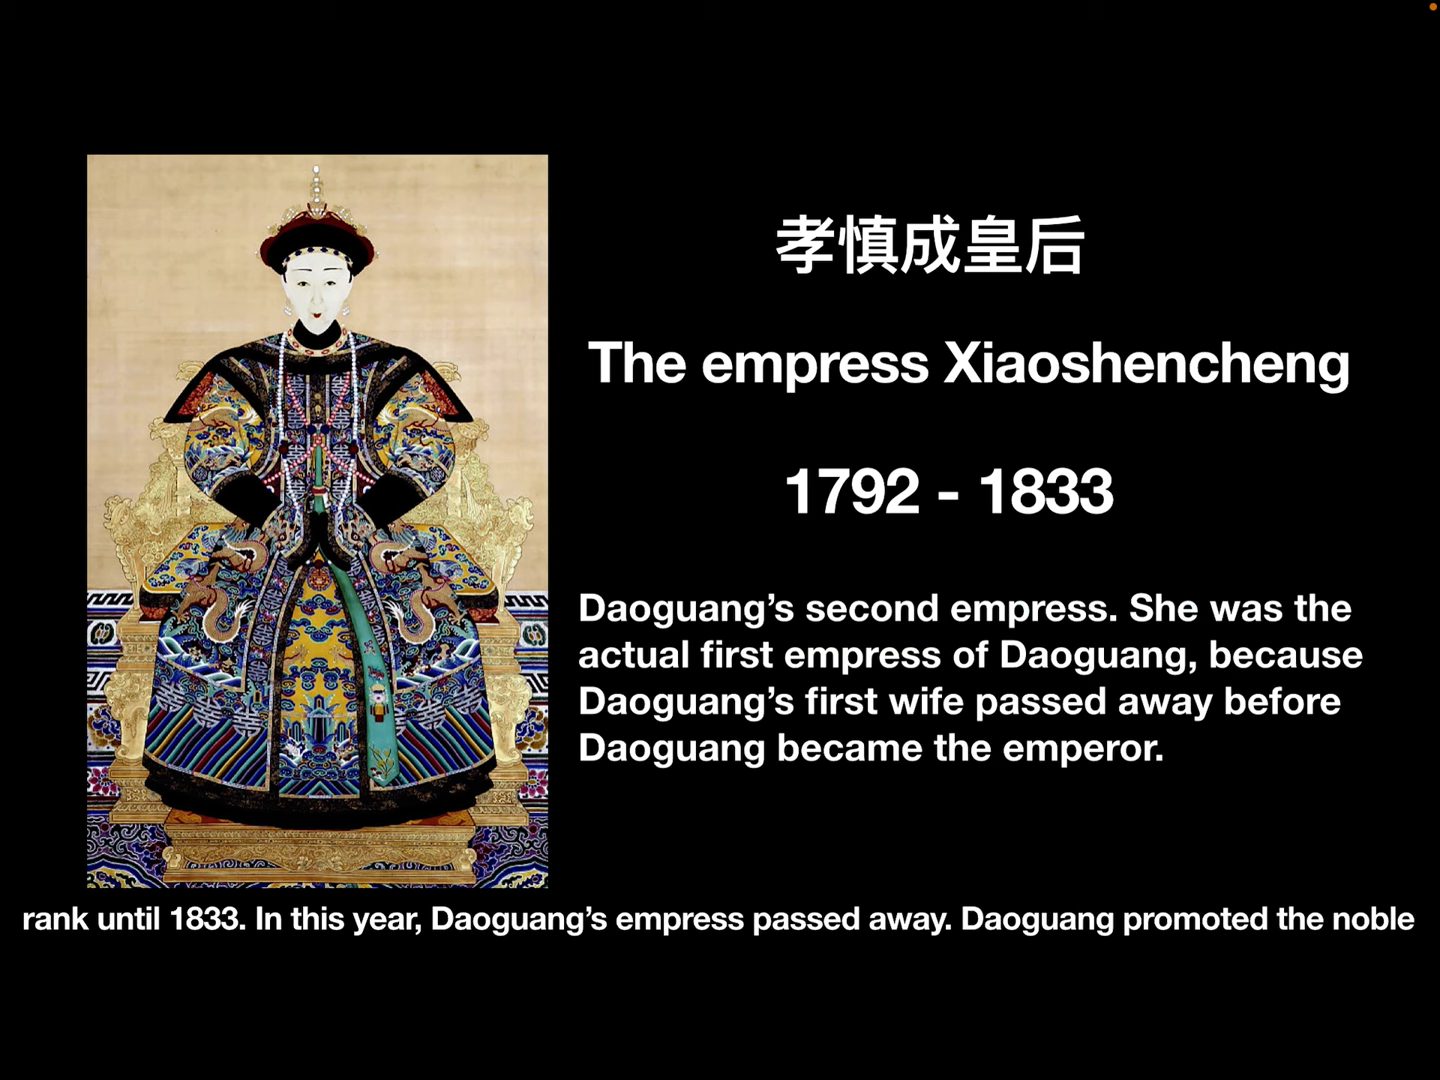 孝慎成皇后
The empress Xiaoshencheng
1792 - 1833
Daoguang’s second empress. She was the
actual first empress of Daoguang, because
Daoguang’s first wife passed away before
Daoguang became the emperor.
rank until 1833. In this year, Daoguang’s empress passed away. Daoguang promoted the noble